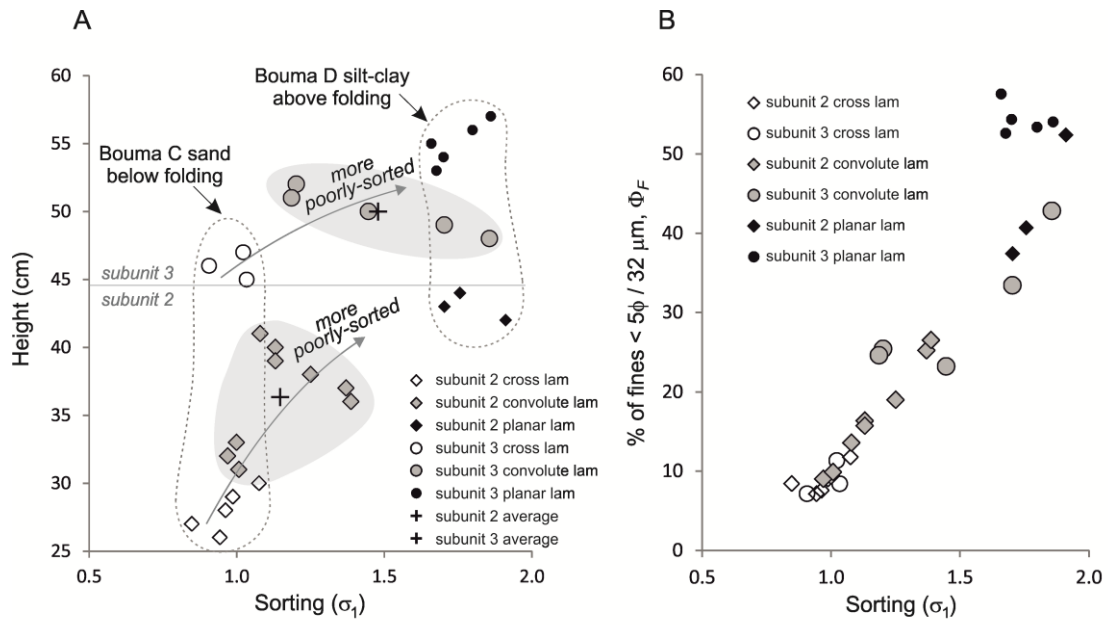 A
Bouma D silt-clay
above folding
Bouma C sand
below folding
more
poorly-sorted
subunit 3
subunit 2
more
poorly-sorted
subunit 2 cross lam
subunit 2 convolute lam
subunit 2 planar lam
subunit 3 cross lam
subunit 3 convolute lam
subunit 3 planar lam
subunit 2 average
subunit 3 average
Height (cm)
60
55
50
45
40
35
30
25
0.5 1.0 1.5 2.0
Sorting (σ₁)
B
subunit 2 cross lam
subunit 3 cross lam
subunit 2 convolute lam
subunit 3 convolute lam
subunit 2 planar lam
subunit 3 planar lam
% of fines < 5ϕ / 32 µm, Φ_F
60
50
40
30
20
10
0
0.5 1.0 1.5 2.0
Sorting (σ₁)